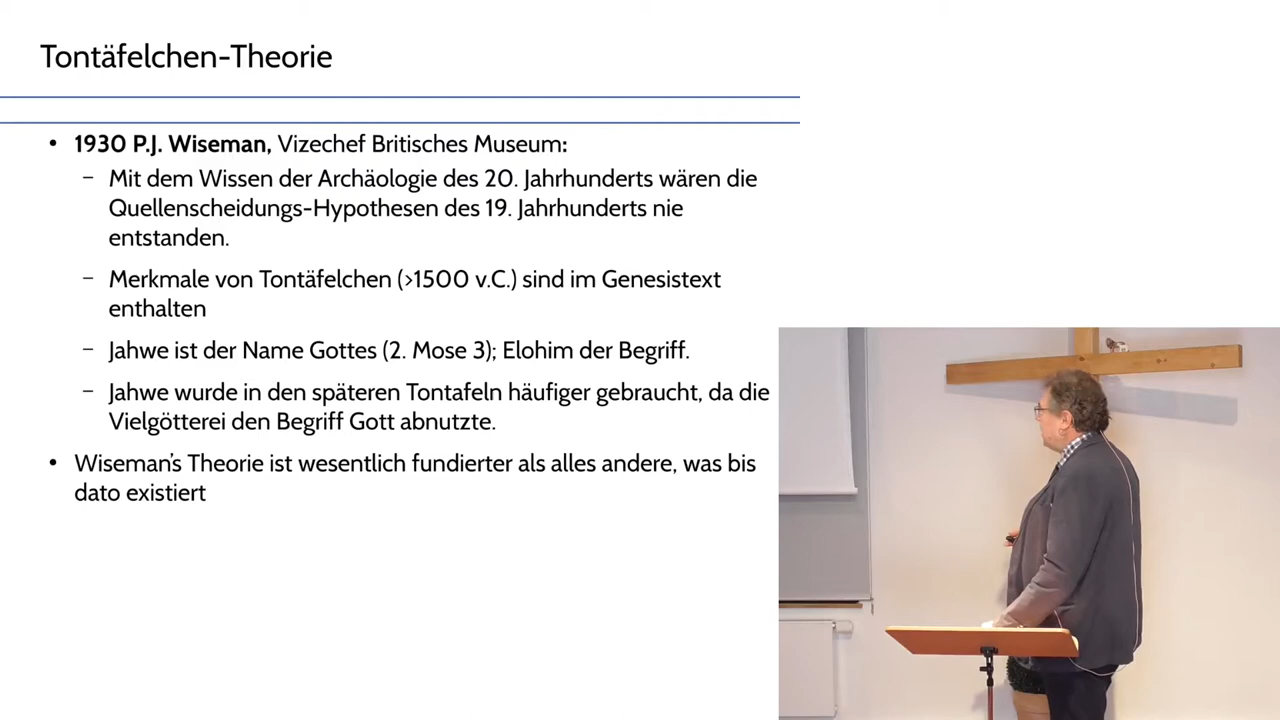 Tontäfelchen-Theorie
• 1930 P.J. Wiseman, Vizechef Britisches Museum:
– Mit dem Wissen der Archäologie des 20. Jahrhunderts wären die
Quellenscheidungs-Hypothesen des 19. Jahrhunderts nie
entstanden.
– Merkmale von Tontäfelchen (>1500 v.C.) sind im Genesistext
enthalten
– Jahwe ist der Name Gottes (2. Mose 3); Elohim der Begriff.
– Jahwe wurde in den späteren Tontafeln häufiger gebraucht, da die
Vielgötterei den Begriff Gott abnutzte.
• Wiseman's Theorie ist wesentlich fundierter als alles andere, was bis
dato existiert